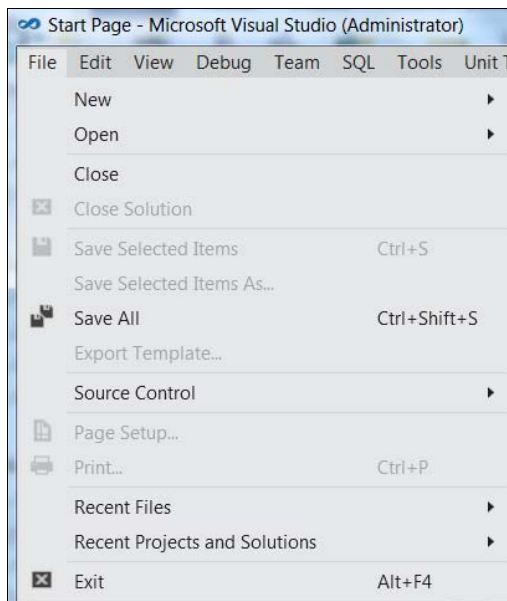 Start Page - Microsoft Visual Studio (Administrator)
File Edit View Debug Team SQL Tools Unit
New
Open
Close
Close Solution
Save Selected Items Ctrl+S
Save Selected Items As...
Save All Ctrl+Shift+S
Export Template...
Source Control
Page Setup...
Print... Ctrl+P
Recent Files
Recent Projects and Solutions
Exit Alt+F4